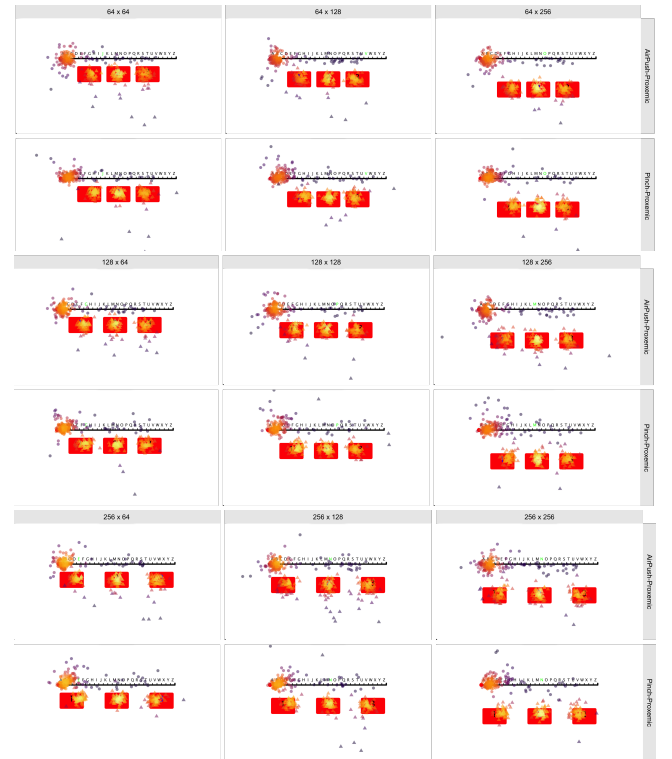 64 x 64
64 x 128
64 x 256
E F G H I J K L M N O P Q R S T U V W X Y Z
E F G H I J K L M N O P Q R S T U V W X Y Z
E F G H I J K L M N O P Q R S T U V W X Y Z
AirPush-Proxemic
E F G H I J K L M N O P Q R S T U V W X Y Z
E F G H I J K L M N O P Q R S T U V W X Y Z
E F G H I J K L M N O P Q R S T U V W X Y Z
Pinch-Proxemic
128 x 64
128 x 128
128 x 256
E F G H I J K L M N O P Q R S T U V W X Y Z
E F G H I J K L M N O P Q R S T U V W X Y Z
E F G H I J K L M N O P Q R S T U V W X Y Z
AirPush-Proxemic
E F G H I J K L M N O P Q R S T U V W X Y Z
E F G H I J K L M N O P Q R S T U V W X Y Z
E F G H I J K L M N O P Q R S T U V W X Y Z
Pinch-Proxemic
256 x 64
256 x 128
256 x 256
E F G H I J K L M N O P Q R S T U V W X Y Z
E F G H I J K L M N O P Q R S T U V W X Y Z
E F G H I J K L M N O P Q R S T U V W X Y Z
AirPush-Proxemic
E F G H I J K L M N O P Q R S T U V W X Y Z
E F G H I J K L M N O P Q R S T U V W X Y Z
E F G H I J K L M N O P Q R S T U V W X Y Z
Pinch-Proxemic